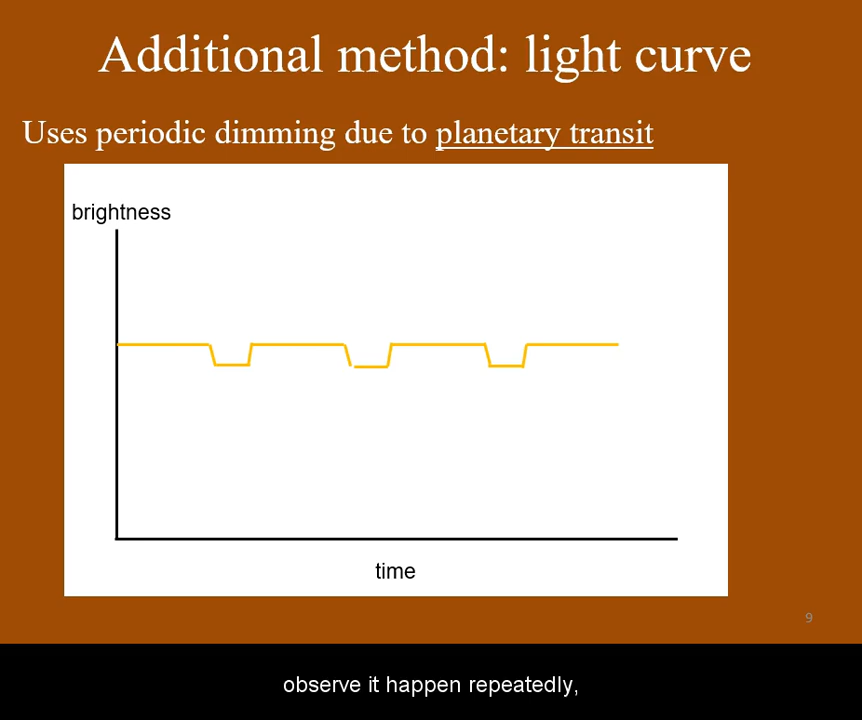 Additional method: light curve
Uses periodic dimming due to planetary transit
brightness
time
9
observe it happen repeatedly,